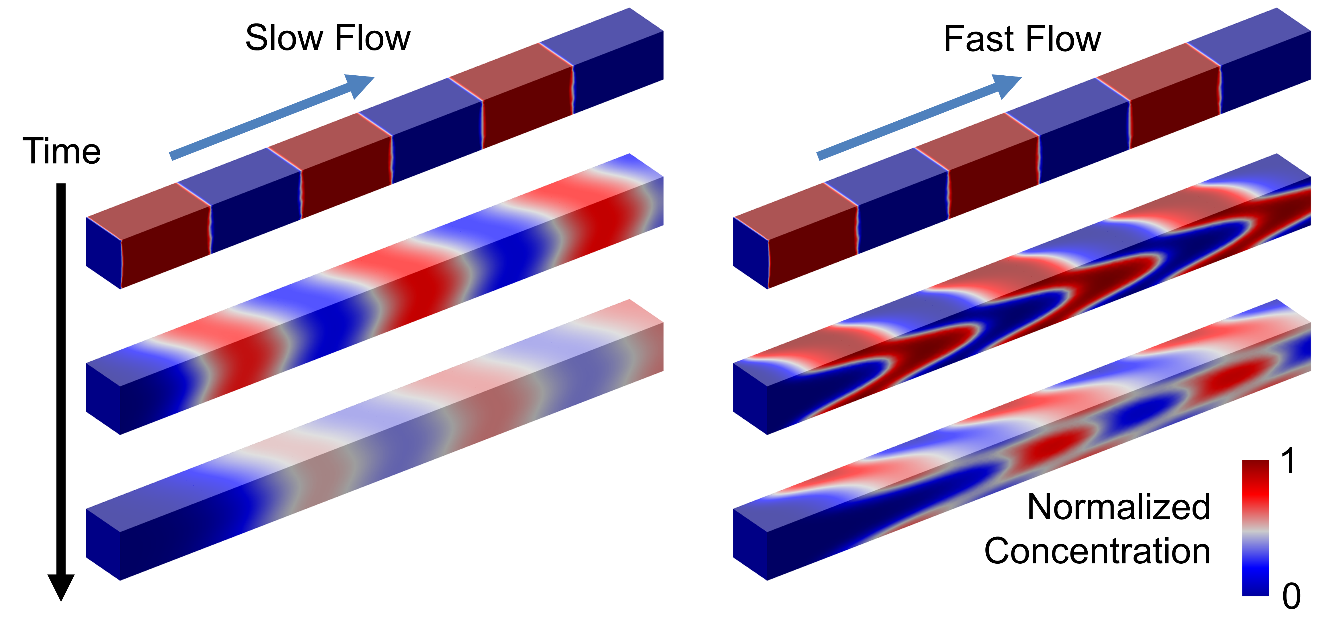 Slow Flow
Fast Flow
Time
Normalized
Concentration
1
0